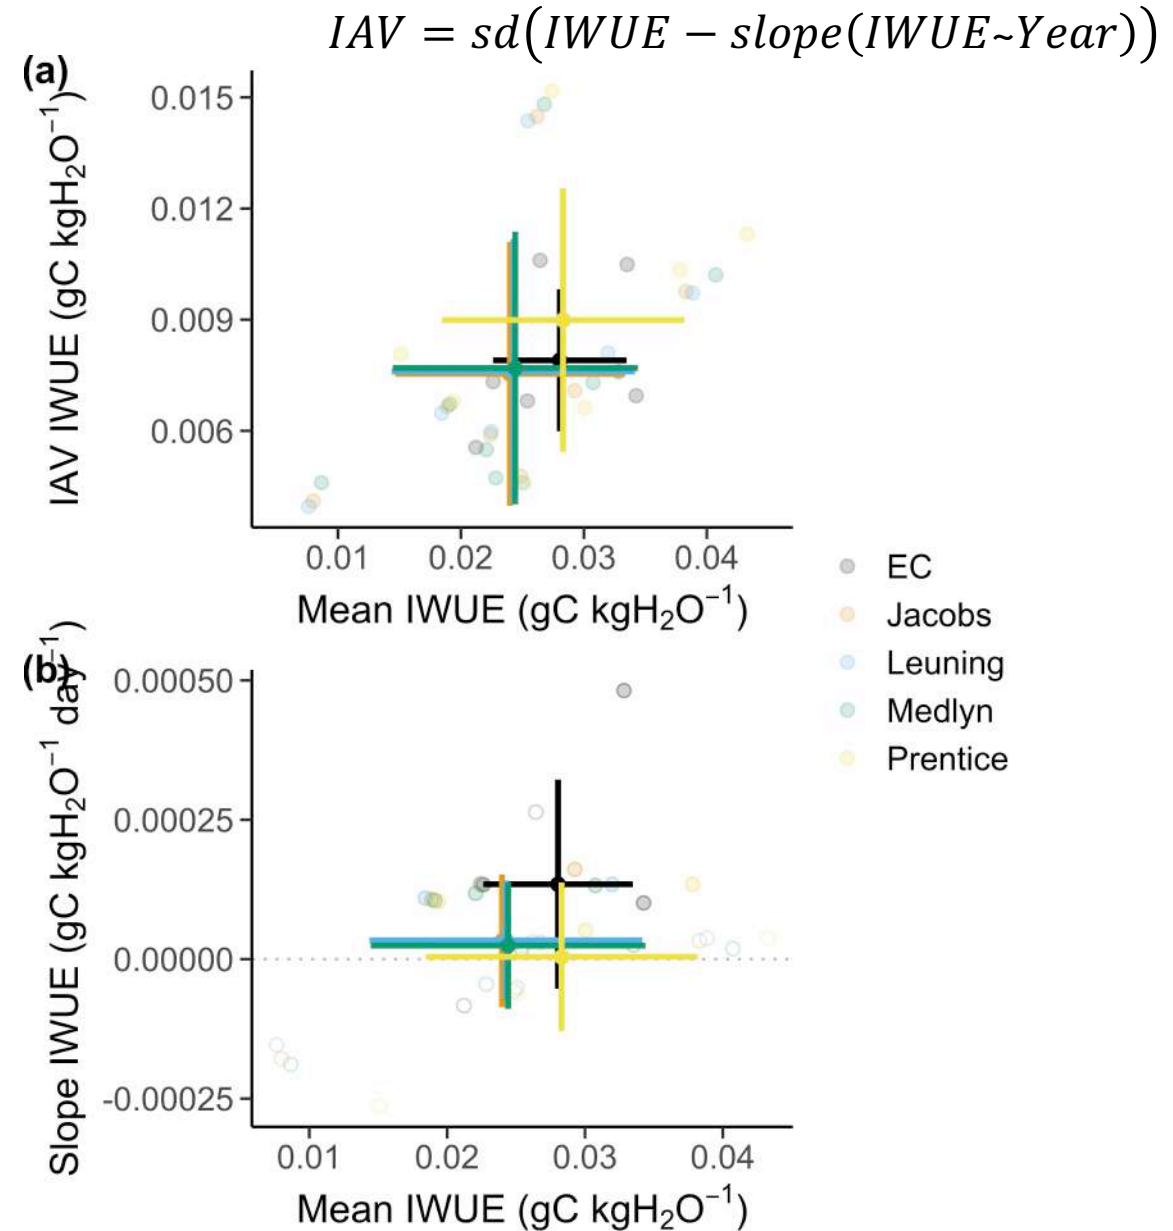 IAV = sd(IWUE − slope(IWUE~Year))
(a)
IAV IWUE (gC kgH₂O⁻¹)
0.015
0.012
0.009
0.006
0.01 0.02 0.03 0.04
Mean IWUE (gC kgH₂O⁻¹)
EC
Jacobs
Leuning
Medlyn
Prentice
(b)
Slope IWUE (gC kgH₂O⁻¹ day⁻¹)
0.00050
0.00025
0.00000
-0.00025
0.01 0.02 0.03 0.04
Mean IWUE (gC kgH₂O⁻¹)